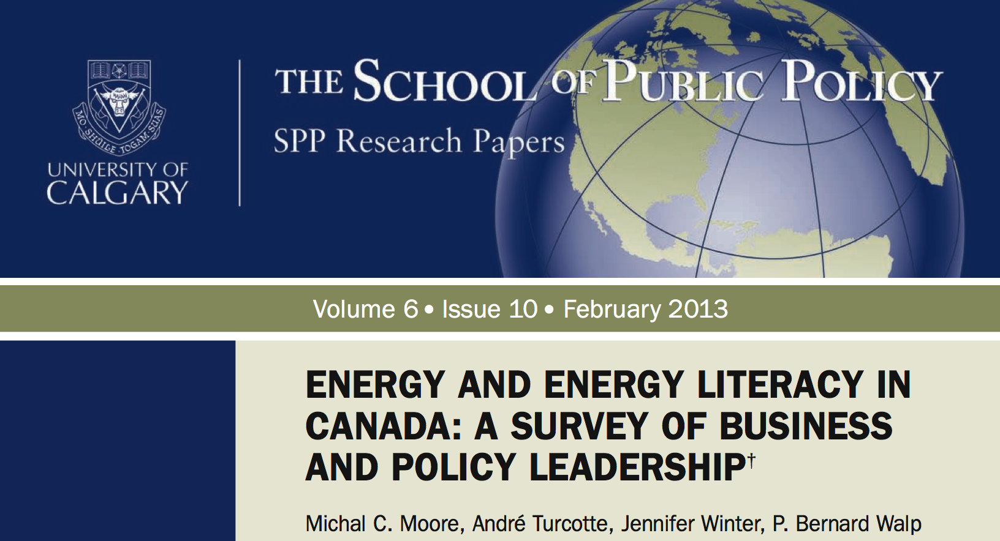 MO·SHÙILE·TOGAM·SUAS
UNIVERSITY OF
CALGARY
THE SCHOOL OF PUBLIC POLICY
SPP Research Papers
Volume 6 • Issue 10 • February 2013
ENERGY AND ENERGY LITERACY IN
CANADA: A SURVEY OF BUSINESS
AND POLICY LEADERSHIP†
Michal C. Moore, André Turcotte, Jennifer Winter, P. Bernard Walp